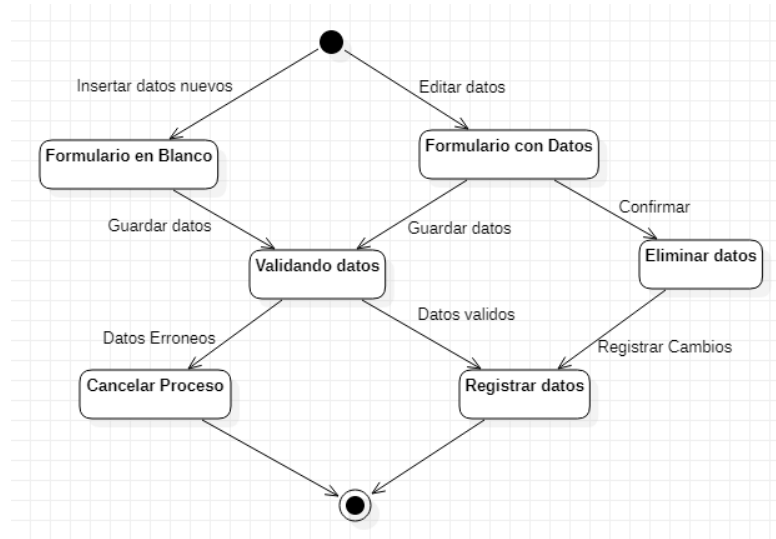 Insertar datos nuevos
Editar datos
Formulario en Blanco
Formulario con Datos
Guardar datos
Guardar datos
Confirmar
Validando datos
Eliminar datos
Datos Erroneos
Datos validos
Registrar Cambios
Cancelar Proceso
Registrar datos